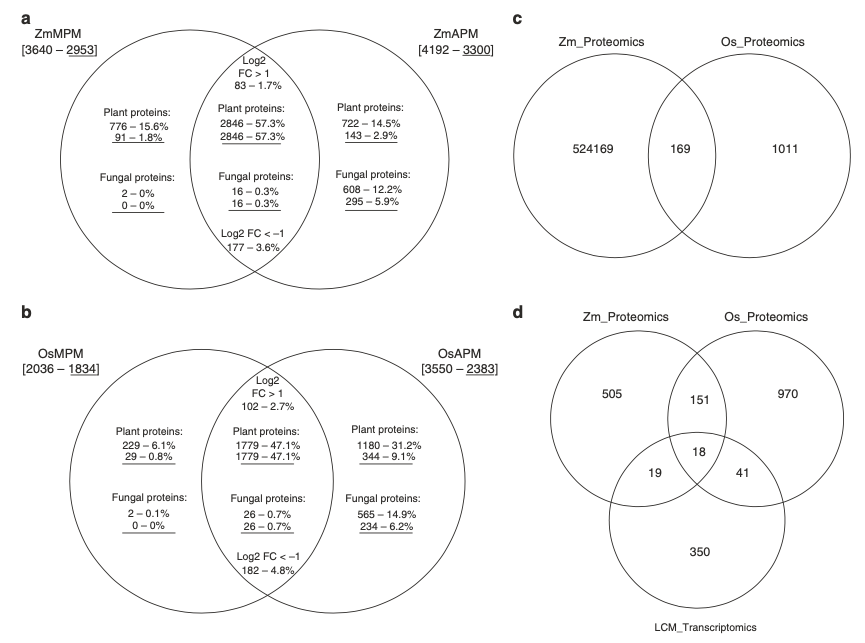 a
ZmMPM
[3640 – 2953]
ZmAPM
[4192 – 3300]
Log2
FC > 1
83 – 1.7%
Plant proteins:
776 – 15.6%
91 – 1.8%
Plant proteins:
2846 – 57.3%
2846 – 57.3%
Plant proteins:
722 – 14.5%
143 – 2.9%
Fungal proteins:
2 – 0%
0 – 0%
Fungal proteins:
16 – 0.3%
16 – 0.3%
Fungal proteins:
608 – 12.2%
295 – 5.9%
Log2 FC < –1
177 – 3.6%
b
OsMPM
[2036 – 1834]
OsAPM
[3550 – 2383]
Log2
FC > 1
102 – 2.7%
Plant proteins:
229 – 6.1%
29 – 0.8%
Plant proteins:
1779 – 47.1%
1779 – 47.1%
Plant proteins:
1180 – 31.2%
344 – 9.1%
Fungal proteins:
2 – 0.1%
0 – 0%
Fungal proteins:
26 – 0.7%
26 – 0.7%
Fungal proteins:
565 – 14.9%
234 – 6.2%
Log2 FC < –1
182 – 4.8%
c
Zm_Proteomics
Os_Proteomics
524169
169
1011
d
Zm_Proteomics
Os_Proteomics
505
151
970
18
19
41
350
LCM_Transcriptomics